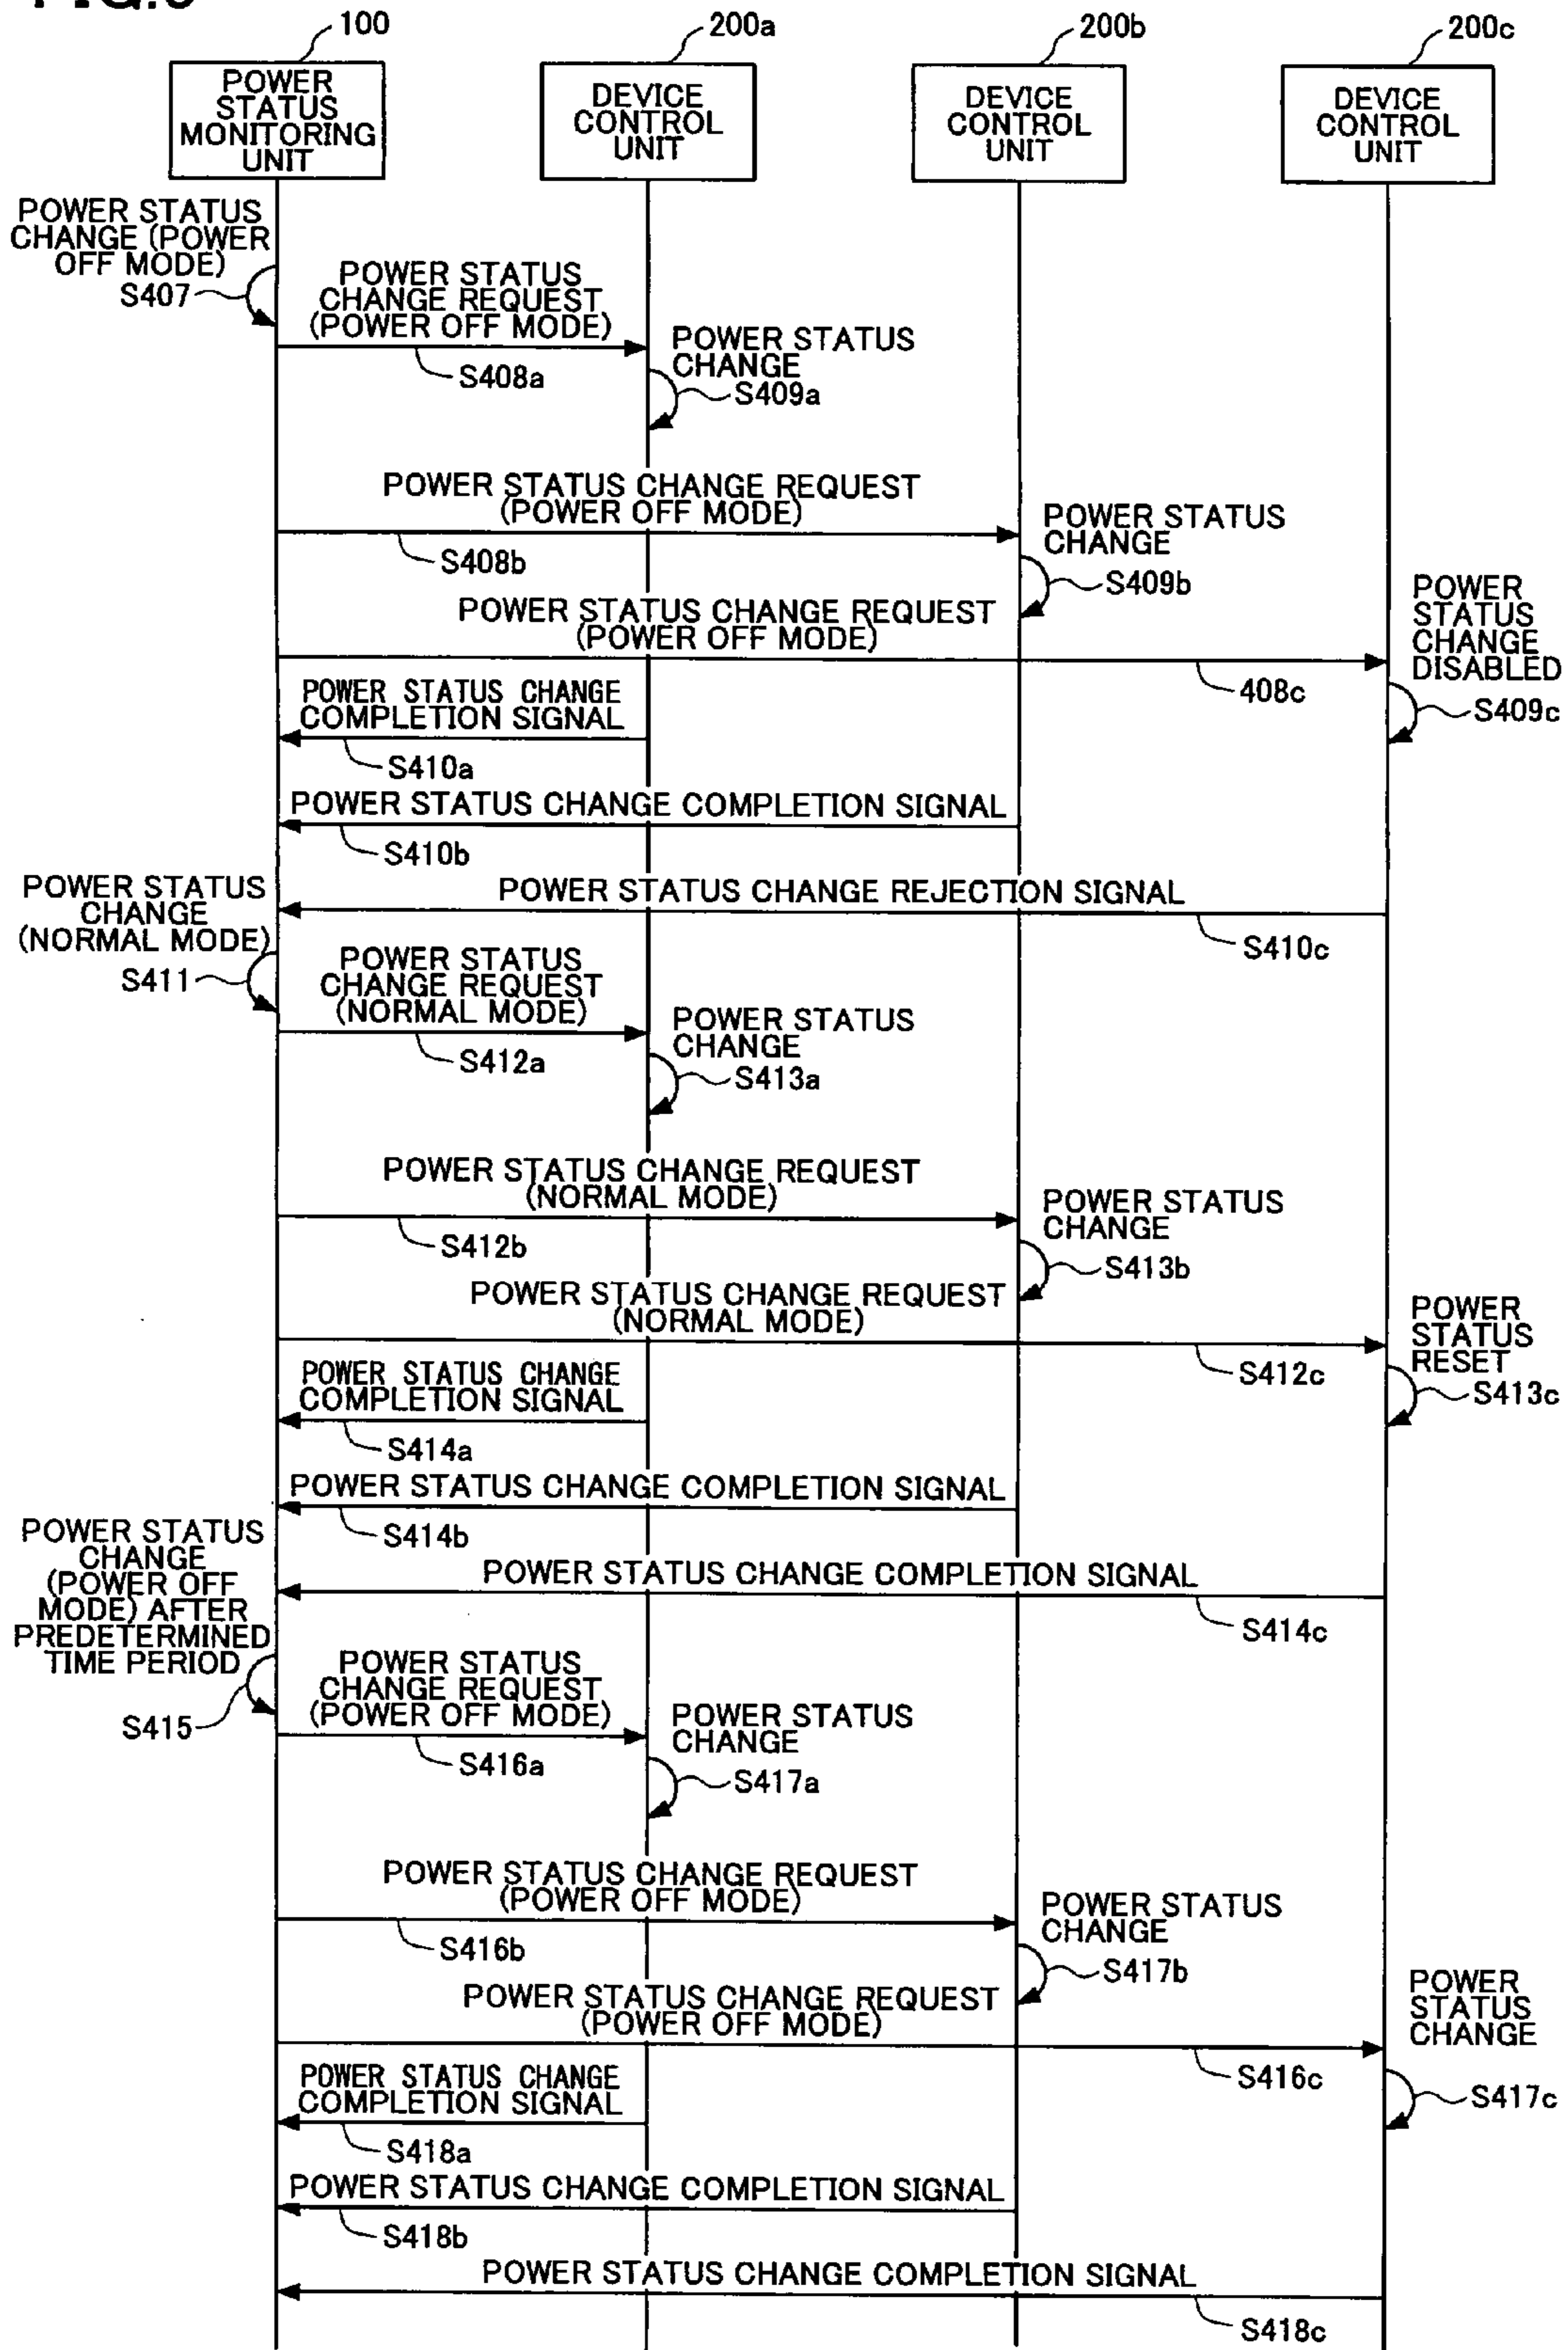 100
200a
200b
200c
POWER
STATUS
MONITORING
UNIT
DEVICE
CONTROL
UNIT
DEVICE
CONTROL
UNIT
DEVICE
CONTROL
UNIT
POWER STATUS
CHANGE (POWER
OFF MODE)
S407
POWER STATUS
CHANGE REQUEST
(POWER OFF MODE)
S408a
POWER STATUS
CHANGE
S409a
POWER STATUS CHANGE REQUEST
(POWER OFF MODE)
S408b
POWER STATUS
CHANGE
S409b
POWER STATUS CHANGE REQUEST
(POWER OFF MODE)
408c
POWER
STATUS
CHANGE
DISABLED
S409c
POWER STATUS CHANGE
COMPLETION SIGNAL
S410a
POWER STATUS CHANGE COMPLETION SIGNAL
S410b
POWER STATUS CHANGE REJECTION SIGNAL
S410c
POWER STATUS
CHANGE
(NORMAL MODE)
S411
POWER STATUS
CHANGE REQUEST
(NORMAL MODE)
S412a
POWER STATUS
CHANGE
S413a
POWER STATUS CHANGE REQUEST
(NORMAL MODE)
S412b
POWER STATUS
CHANGE
S413b
POWER STATUS CHANGE REQUEST
(NORMAL MODE)
S412c
POWER
STATUS
RESET
S413c
POWER STATUS CHANGE
COMPLETION SIGNAL
S414a
POWER STATUS CHANGE COMPLETION SIGNAL
S414b
POWER STATUS CHANGE COMPLETION SIGNAL
S414c
POWER STATUS
CHANGE
(POWER OFF
MODE) AFTER
PREDETERMINED
TIME PERIOD
S415
POWER STATUS
CHANGE REQUEST
(POWER OFF MODE)
S416a
POWER STATUS
CHANGE
S417a
POWER STATUS CHANGE REQUEST
(POWER OFF MODE)
S416b
POWER STATUS
CHANGE
S417b
POWER STATUS CHANGE REQUEST
(POWER OFF MODE)
S416c
POWER
STATUS
CHANGE
S417c
POWER STATUS CHANGE
COMPLETION SIGNAL
S418a
POWER STATUS CHANGE COMPLETION SIGNAL
S418b
POWER STATUS CHANGE COMPLETION SIGNAL
S418c